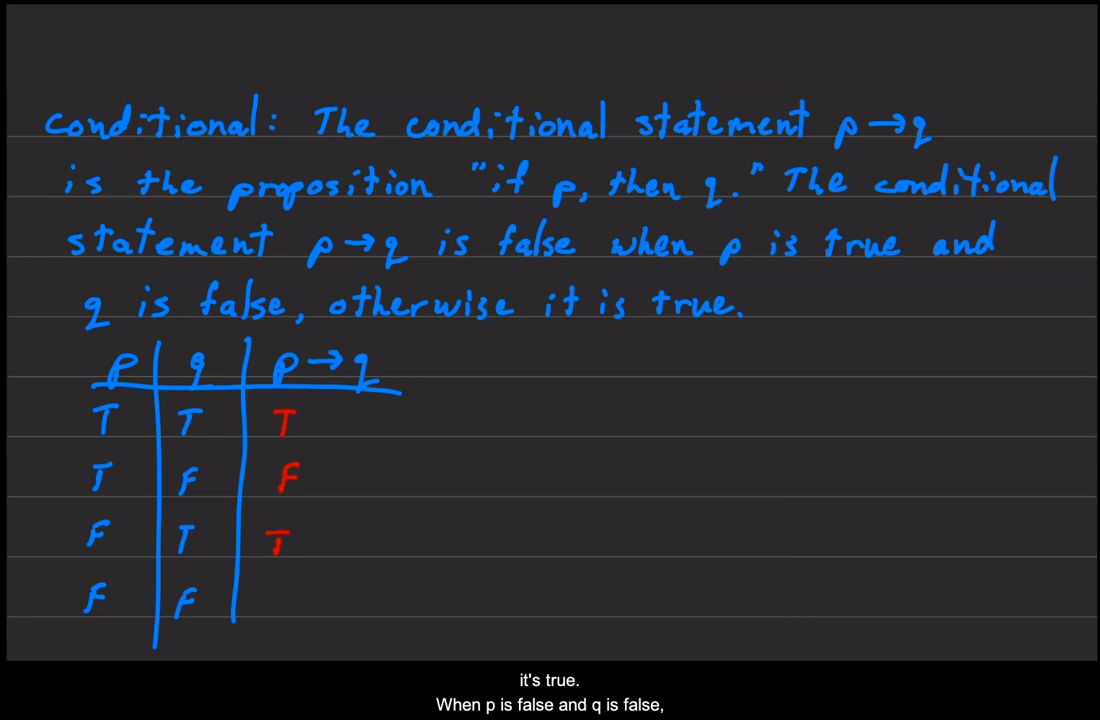 conditional: The conditional statement p→q
is the proposition "if p, then q." The conditional
statement p→q is false when p is true and
q is false, otherwise it is true.
p q p→q
T T T
T F F
F T T
F F
it's true.
When p is false and q is false,